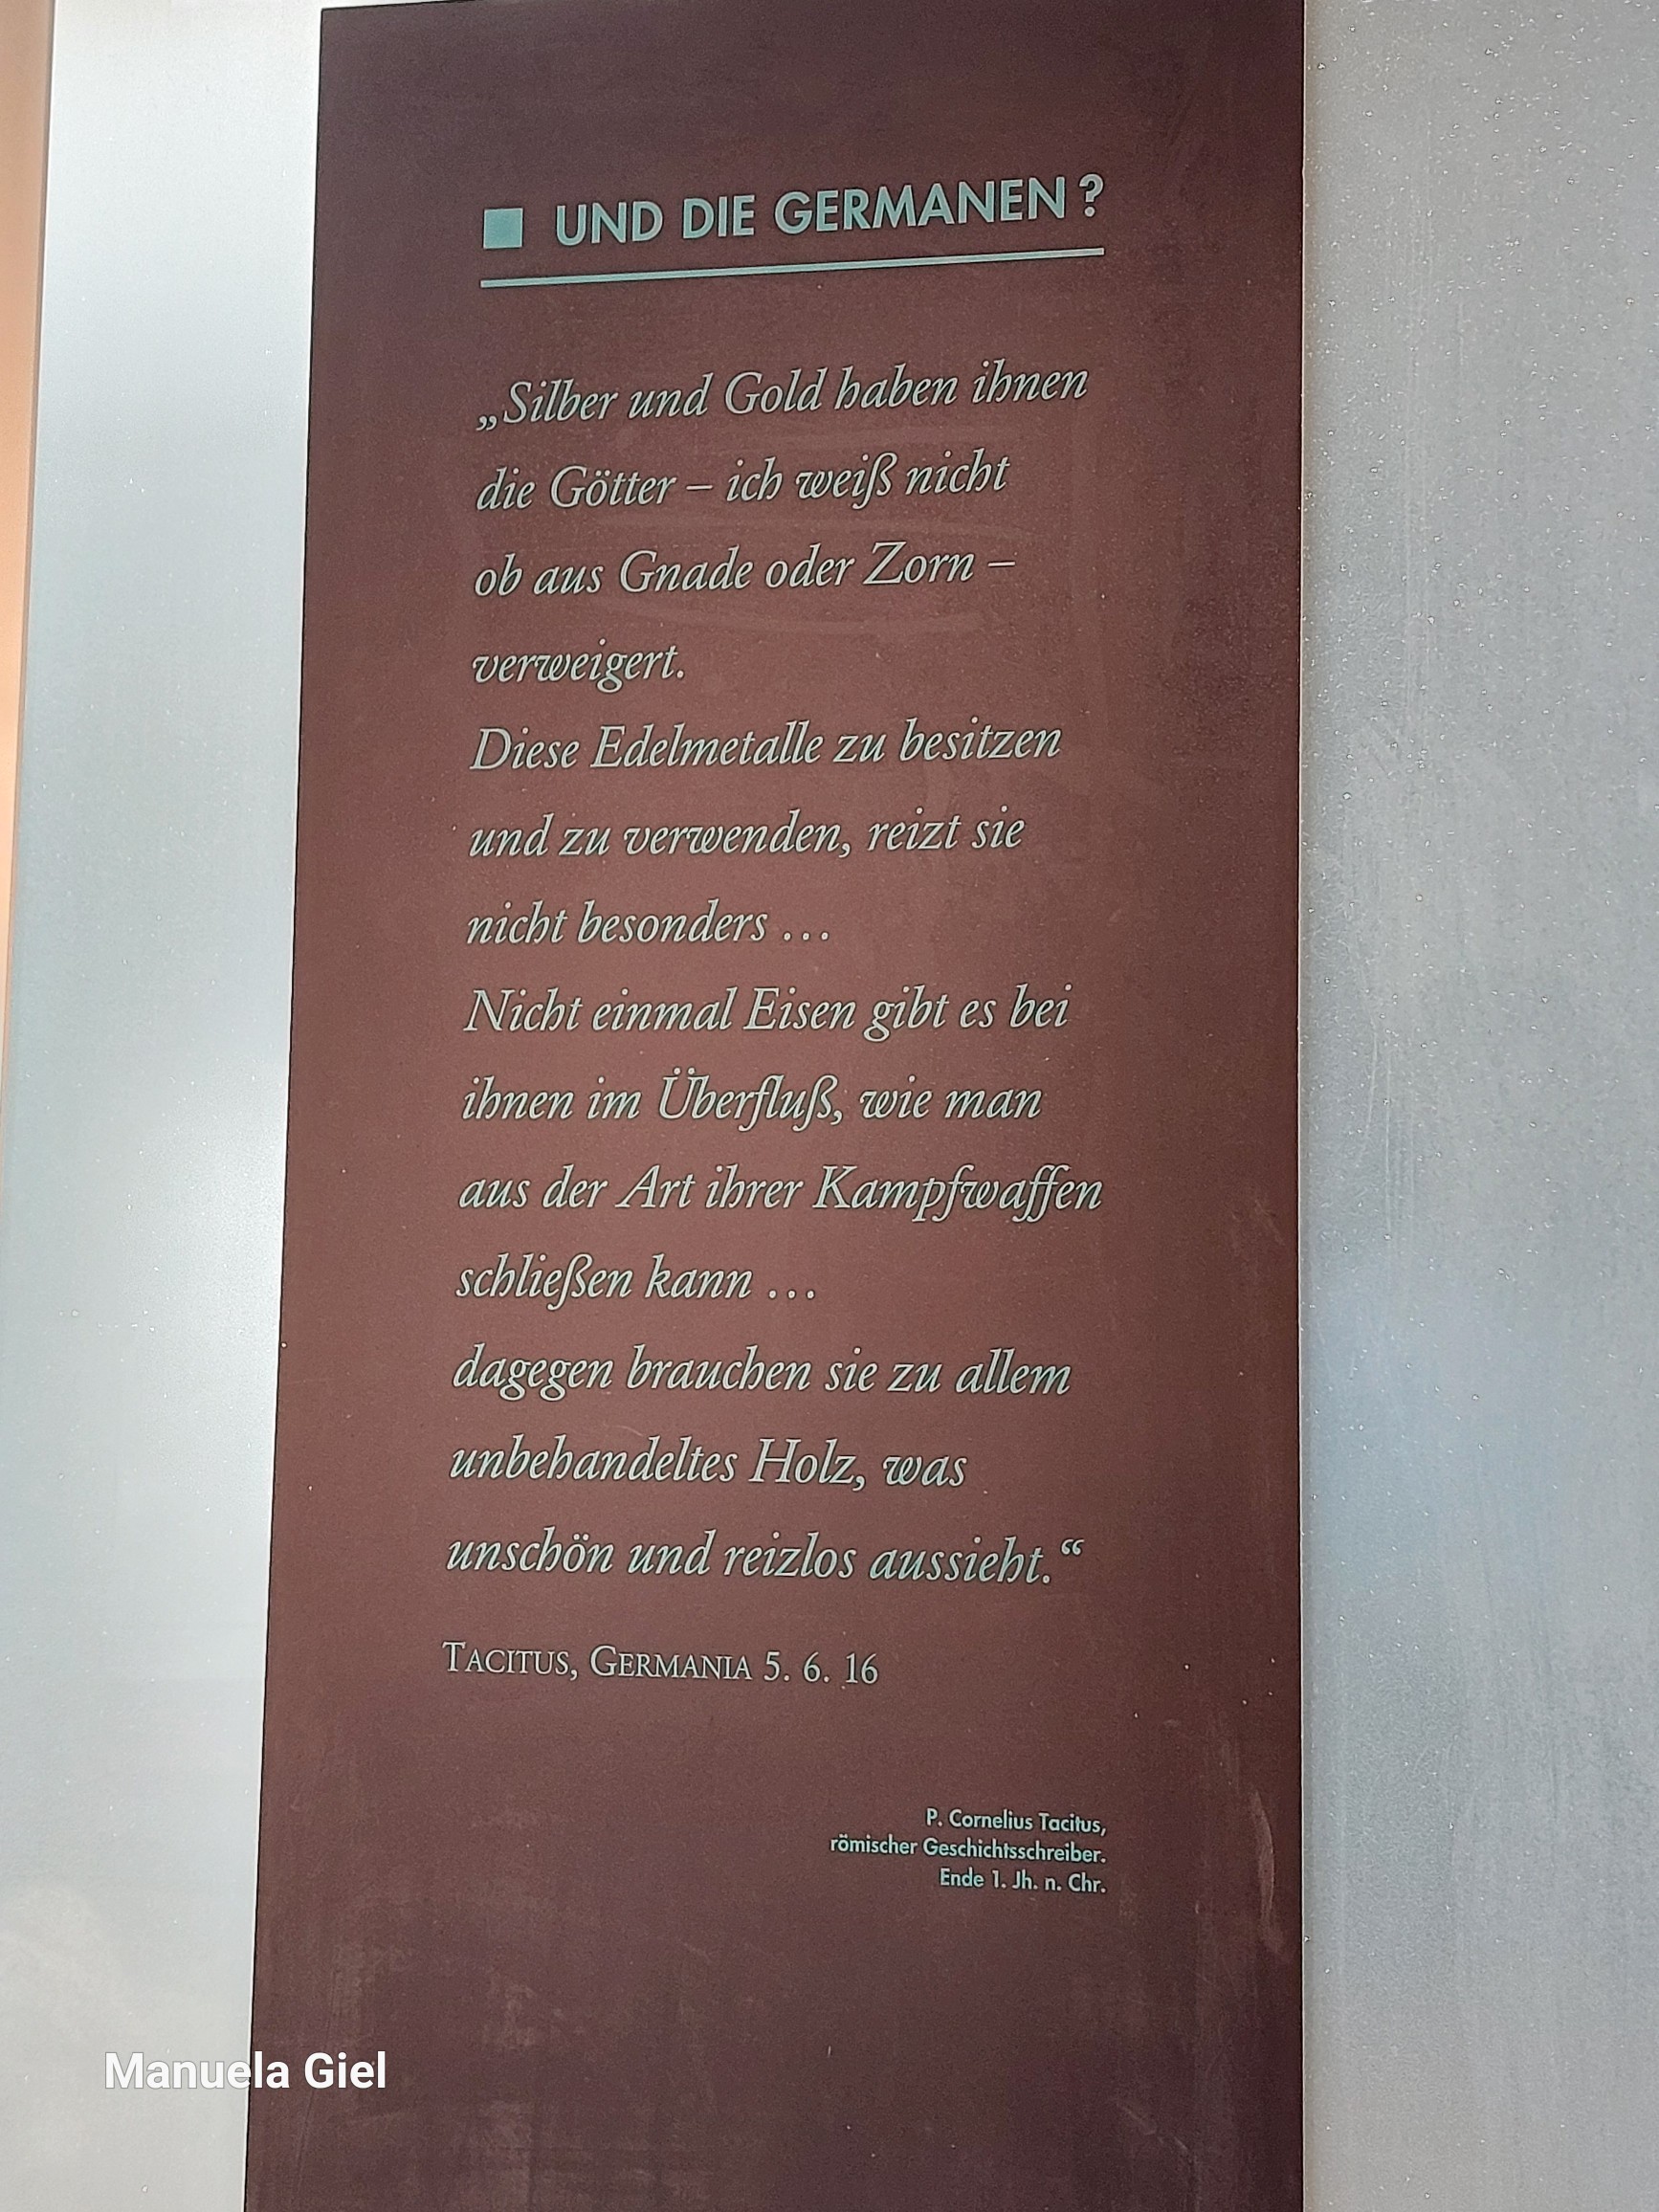 ■ UND DIE GERMANEN?
„Silber und Gold haben ihnen
die Götter – ich weiß nicht
ob aus Gnade oder Zorn –
verweigert.
Diese Edelmetalle zu besitzen
und zu verwenden, reizt sie
nicht besonders ...
Nicht einmal Eisen gibt es bei
ihnen im Überfluß, wie man
aus der Art ihrer Kampfwaffen
schließen kann ...
dagegen brauchen sie zu allem
unbehandeltes Holz, was
unschön und reizlos aussieht.“
TACITUS, GERMANIA 5. 6. 16
P. Cornelius Tacitus,
römischer Geschichtsschreiber.
Ende 1. Jh. n. Chr.
Manuela Giel